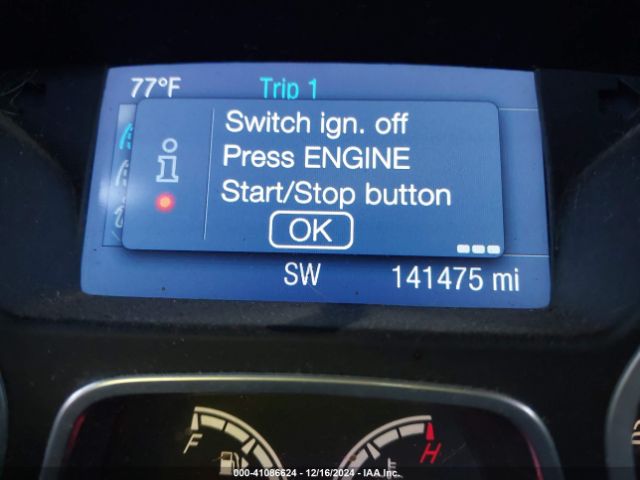 77°F Trip 1
Switch ign. off
Press ENGINE
Start/Stop button
OK
SW 141475 mi
F H
000-41086624 / 12/16/2024 - IAA Inc.